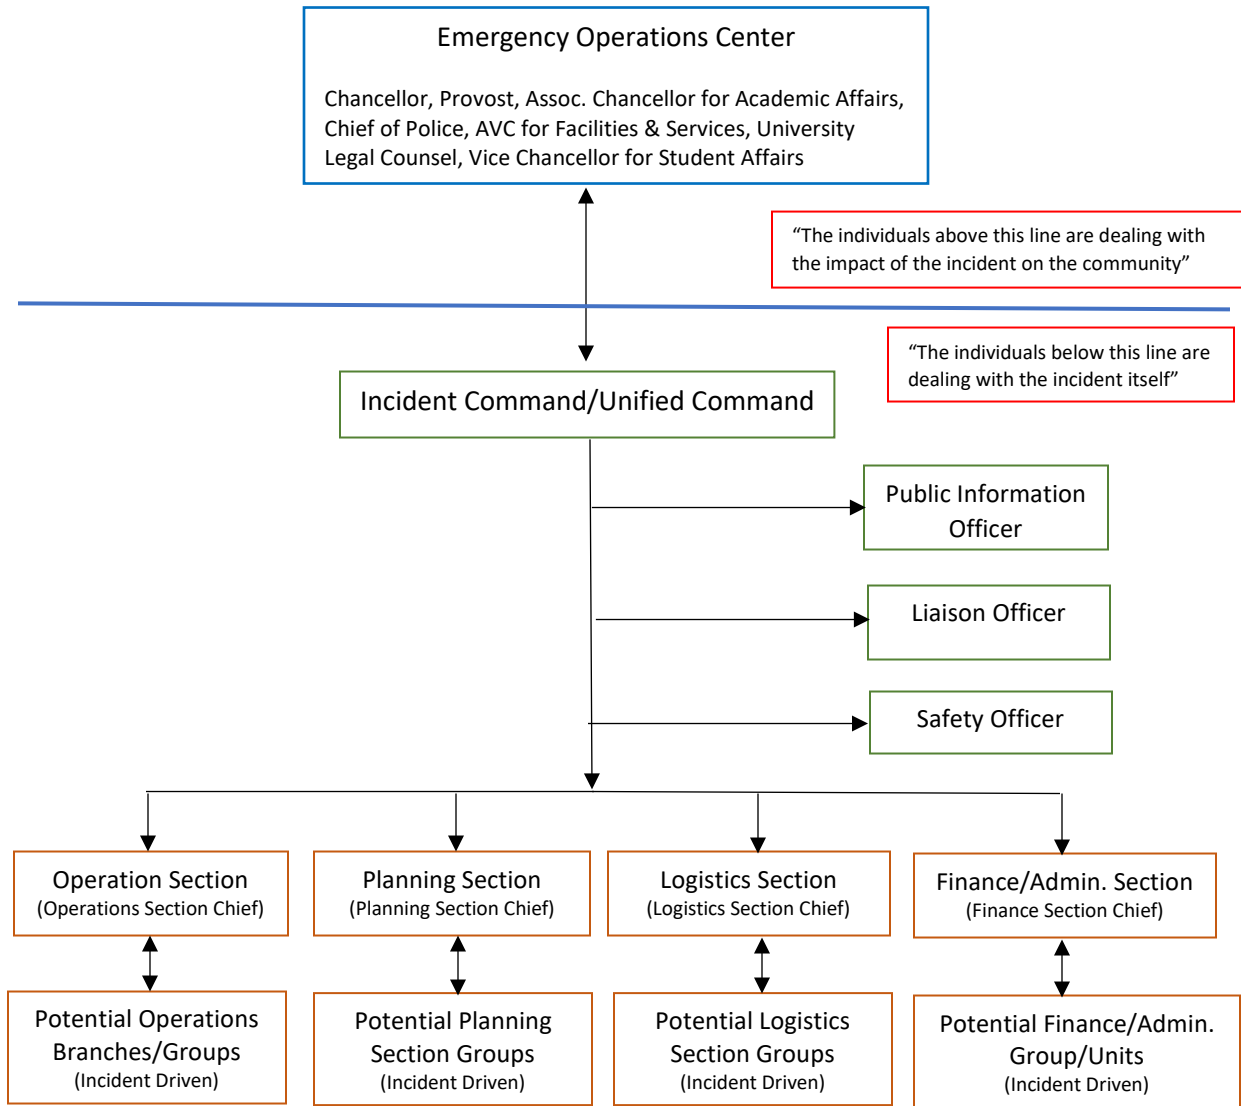 Emergency Operations Center
Chancellor, Provost, Assoc. Chancellor for Academic Affairs,
Chief of Police, AVC for Facilities & Services, University
Legal Counsel, Vice Chancellor for Student Affairs
“The individuals above this line are dealing with
the impact of the incident on the community”
“The individuals below this line are
dealing with the incident itself”
Incident Command/Unified Command
Public Information
Officer
Liaison Officer
Safety Officer
Operation Section
(Operations Section Chief)
Planning Section
(Planning Section Chief)
Logistics Section
(Logistics Section Chief)
Finance/Admin. Section
(Finance Section Chief)
Potential Operations
Branches/Groups
(Incident Driven)
Potential Planning
Section Groups
(Incident Driven)
Potential Logistics
Section Groups
(Incident Driven)
Potential Finance/Admin.
Group/Units
(Incident Driven)